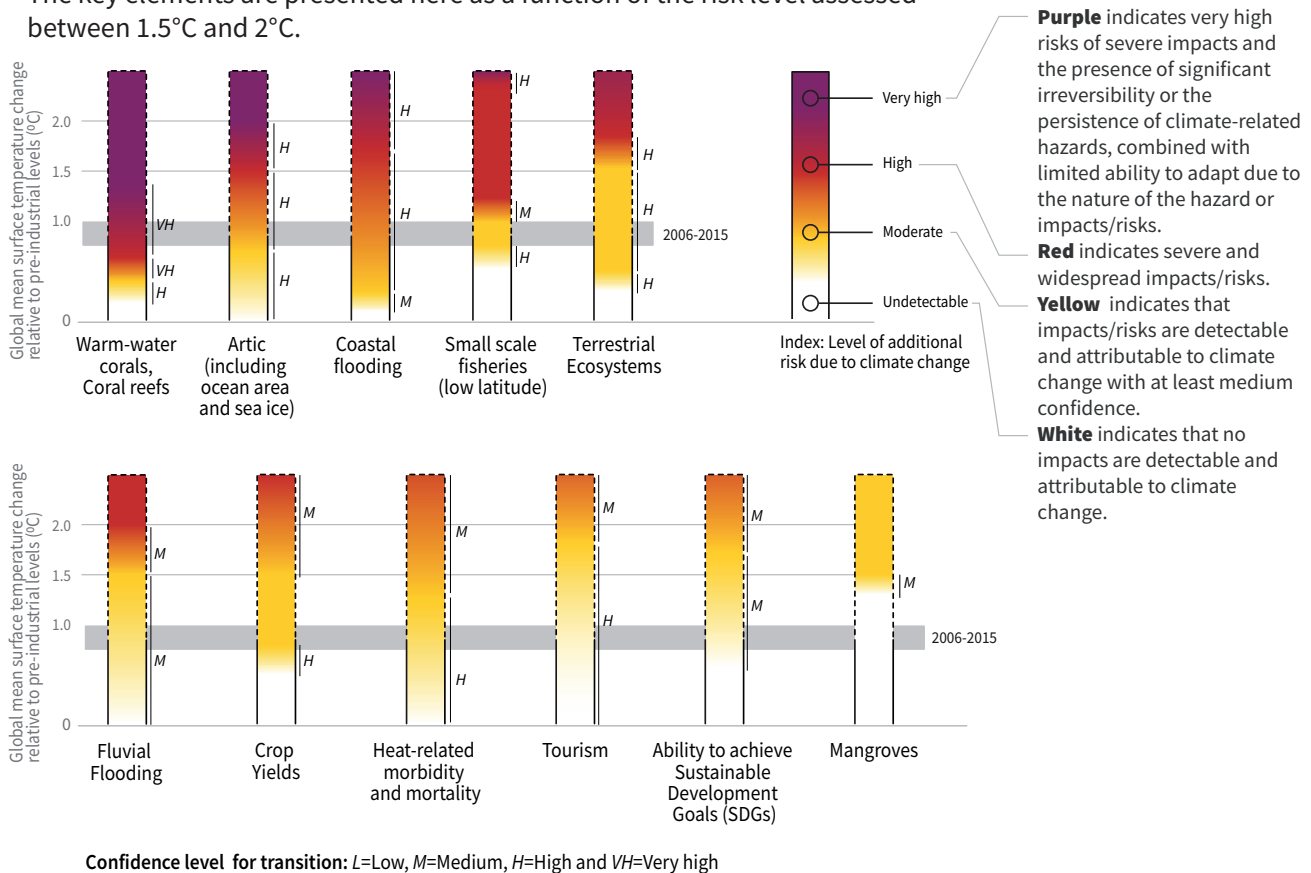 The key elements are presented here as a function of the risk level assessed
between 1.5°C and 2°C.
Global mean surface temperature change
relative to pre-industrial levels (ºC)
2.0
1.5
1.0
0
H
H
H
H
H
VH
H
H
M
2006-2015
VH
H
H
H
H
M
Warm-water
corals,
Coral reefs
Artic
(including
ocean area
and sea ice)
Coastal
flooding
Small scale
fisheries
(low latitude)
Terrestrial
Ecosystems
Very high
High
Moderate
Undetectable
Index: Level of additional
risk due to climate change
Purple indicates very high
risks of severe impacts and
the presence of significant
irreversibility or the
persistence of climate-related
hazards, combined with
limited ability to adapt due to
the nature of the hazard or
impacts/risks.
Red indicates severe and
widespread impacts/risks.
Yellow indicates that
impacts/risks are detectable
and attributable to climate
change with at least medium
confidence.
White indicates that no
impacts are detectable and
attributable to climate
change.
Global mean surface temperature change
relative to pre-industrial levels (ºC)
2.0
1.5
1.0
0
M
M
M
M
M
M
M
H
2006-2015
M
H
H
Fluvial
Flooding
Crop
Yields
Heat-related
morbidity
and mortality
Tourism
Ability to achieve
Sustainable
Development
Goals (SDGs)
Mangroves
Confidence level for transition: L=Low, M=Medium, H=High and VH=Very high